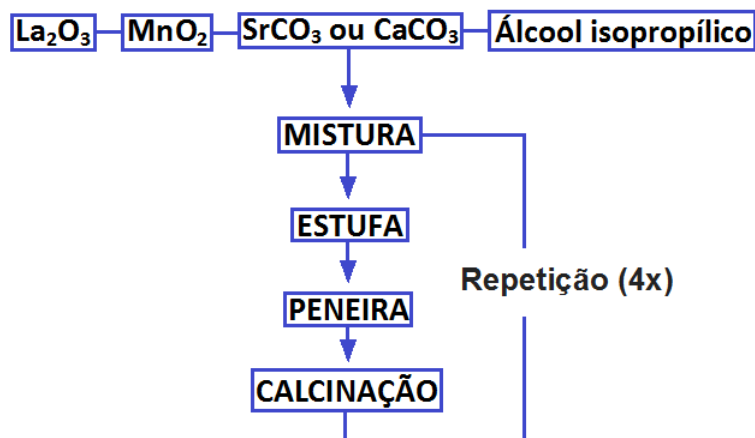 La₂O₃
MnO₂
SrCO₃ ou CaCO₃
Álcool isopropílico
MISTURA
ESTUFA
Repetição (4x)
PENEIRA
CALCINAÇÃO